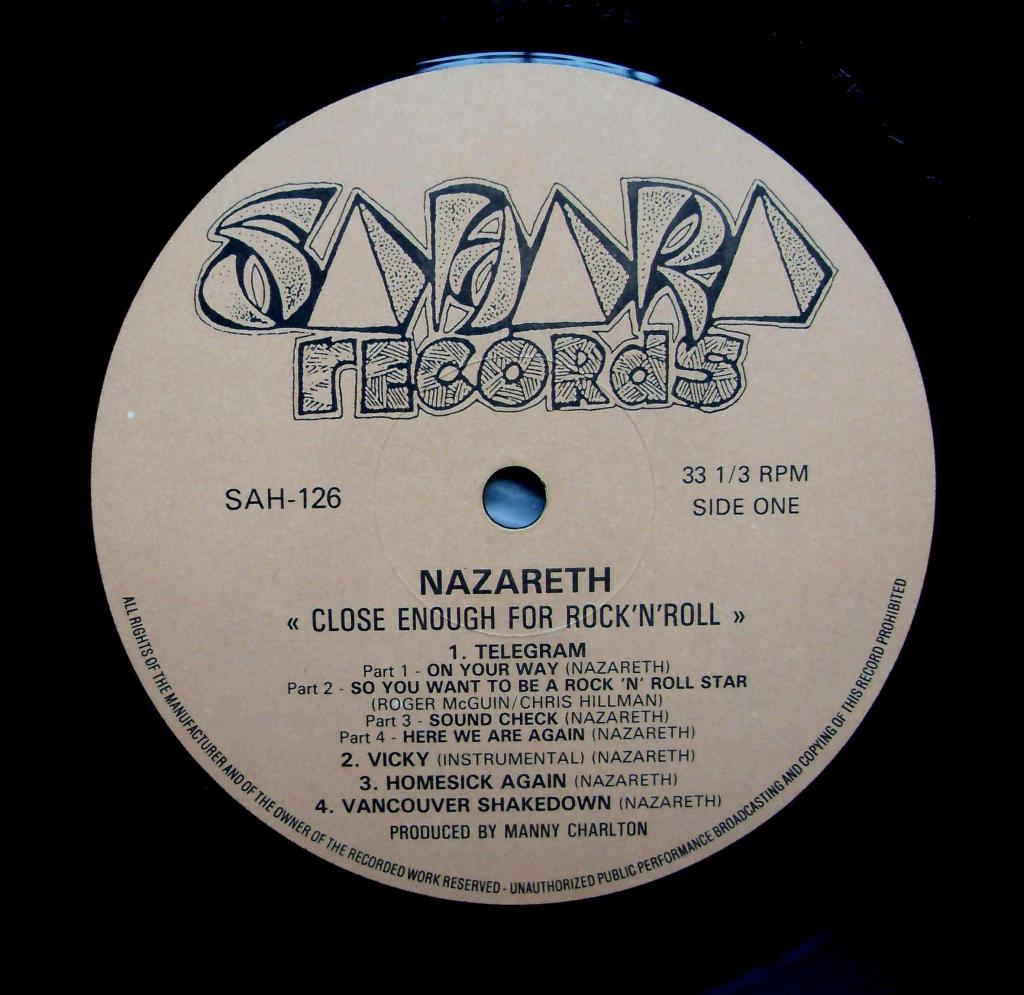 SAHARA
records
SAH-126
33 1/3 RPM
SIDE ONE
NAZARETH
« CLOSE ENOUGH FOR ROCK'N'ROLL »
1. TELEGRAM
Part 1 - ON YOUR WAY (NAZARETH)
Part 2 - SO YOU WANT TO BE A ROCK 'N' ROLL STAR
(ROGER McGUIN/CHRIS HILLMAN)
Part 3 - SOUND CHECK (NAZARETH)
Part 4 - HERE WE ARE AGAIN (NAZARETH)
2. VICKY (INSTRUMENTAL) (NAZARETH)
3. HOMESICK AGAIN (NAZARETH)
4. VANCOUVER SHAKEDOWN (NAZARETH)
PRODUCED BY MANNY CHARLTON
ALL RIGHTS OF THE MANUFACTURER AND OF THE OWNER OF THE RECORDED WORK RESERVED - UNAUTHORIZED PUBLIC PERFORMANCE BROADCASTING AND COPYING OF THIS RECORD PROHIBITED